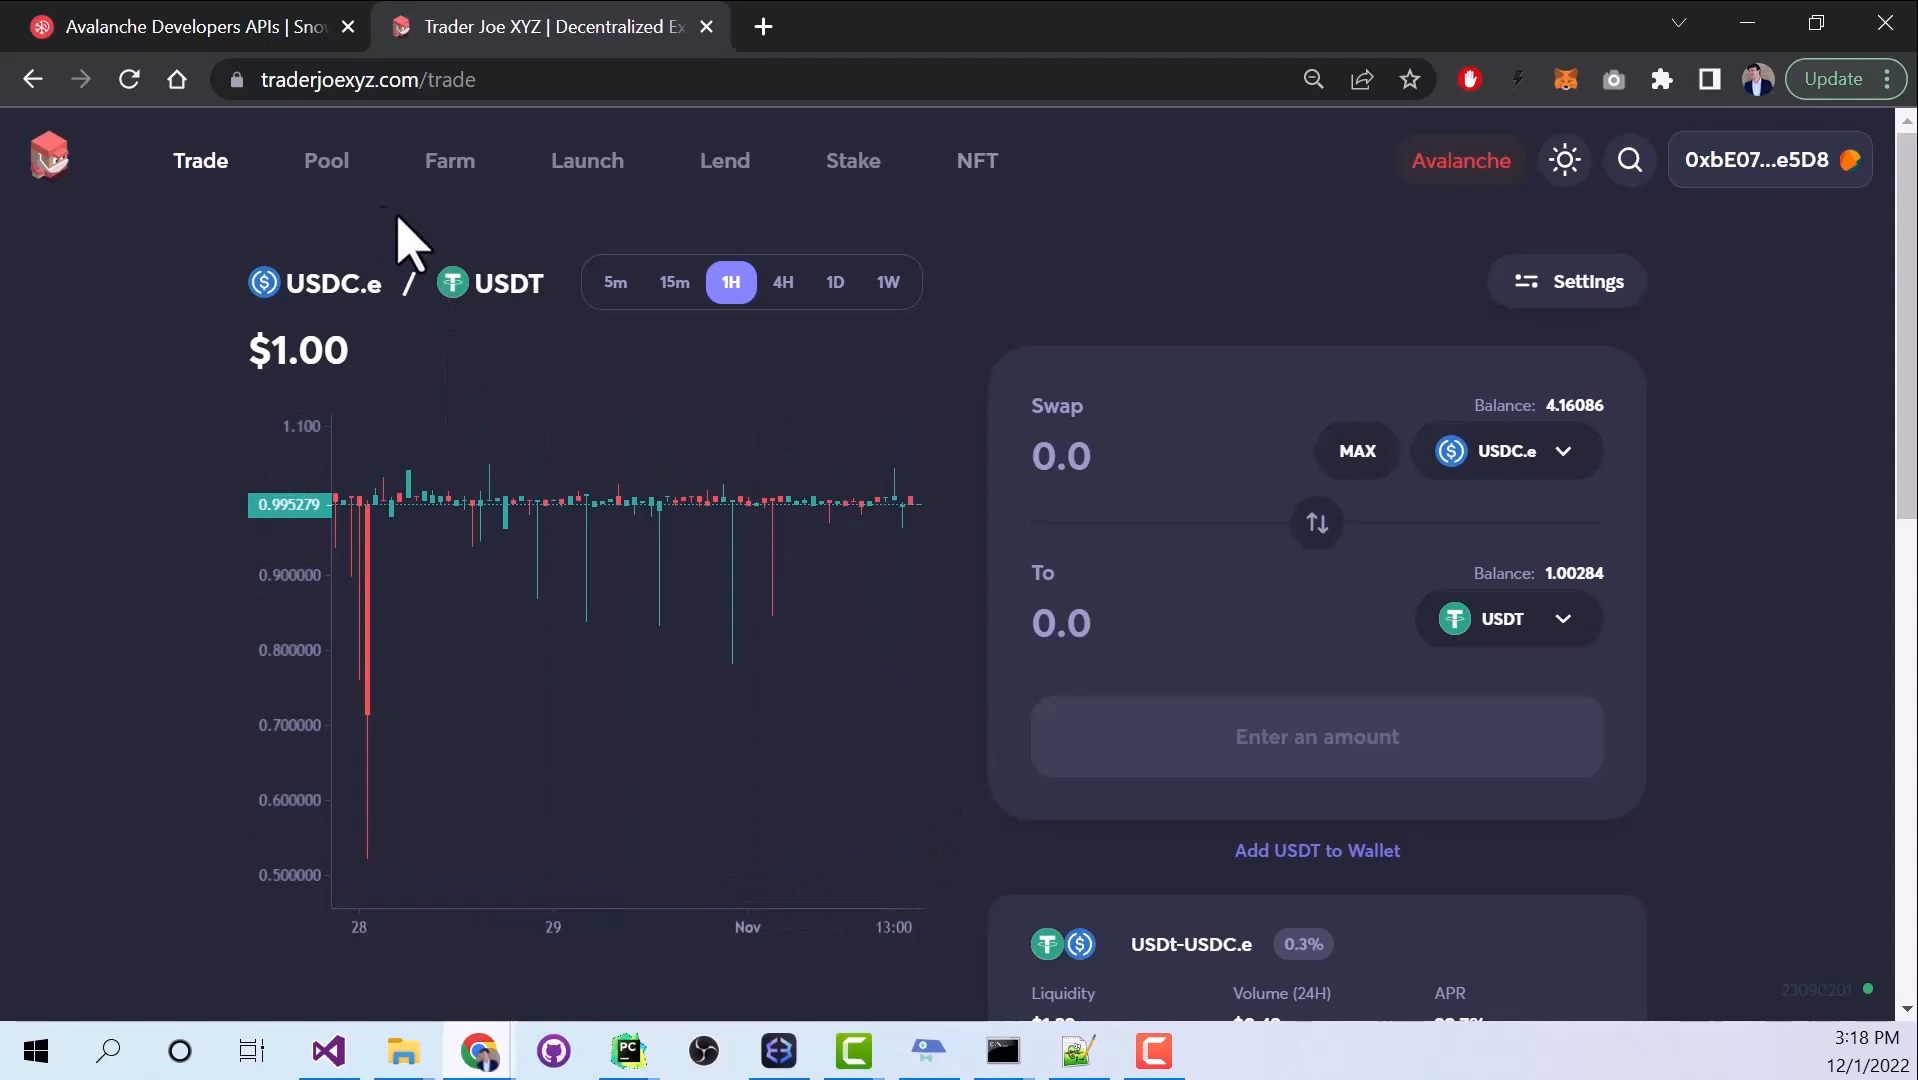 Avalanche Developers APIs | Snov
Trader Joe XYZ | Decentralized Ex
traderjoexyz.com/trade
Update
Trade
Pool
Farm
Launch
Lend
Stake
NFT
Avalanche
0xbE07...e5D8
USDC.e / USDT
5m
15m
1H
4H
1D
1W
Settings
$1.00
1.100
0.995279
0.900000
0.800000
0.700000
0.600000
0.500000
28
29
Nov
13:00
Swap
Balance: 4.16086
0.0
MAX
USDC.e
To
Balance: 1.00284
0.0
USDT
Enter an amount
Add USDT to Wallet
USDt-USDC.e
0.3%
Liquidity
Volume (24H)
APR
23090201
PC
3:18 PM
12/1/2022